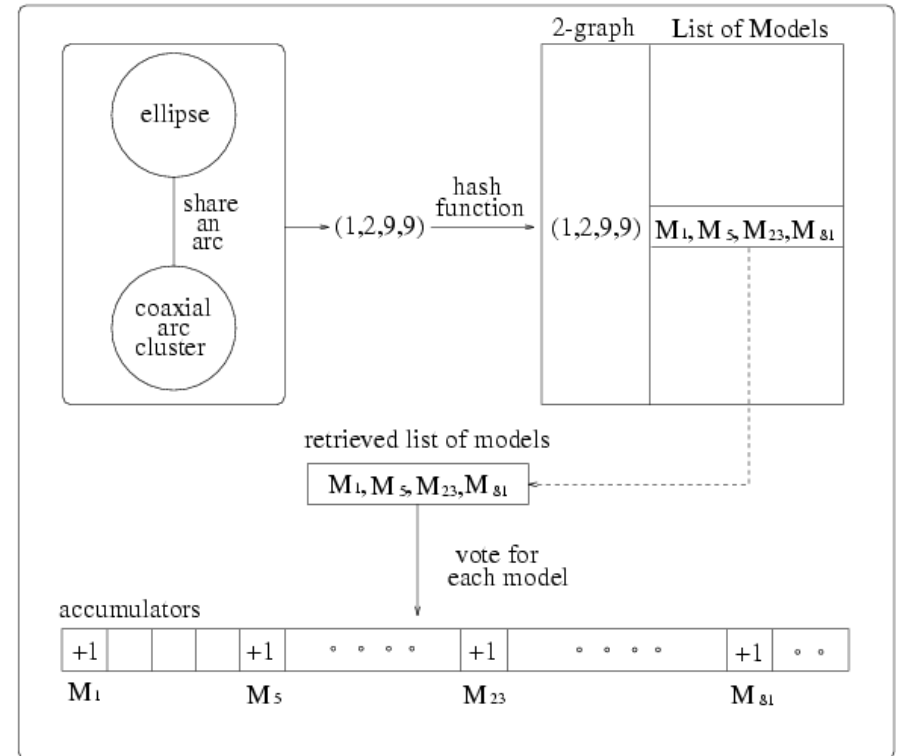 2-graph
List of Models
ellipse
share
an
arc
coaxial
arc
cluster
(1,2,9,9)
hash
function
(1,2,9,9)
M1, M5, M23, M81
retrieved list of models
M1, M5, M23, M81
vote for
each model
accumulators
+1 +1 ∘ ∘ ∘ ∘ +1 ∘ ∘ ∘ ∘ +1 ∘ ∘
M1 M5 M23 M81